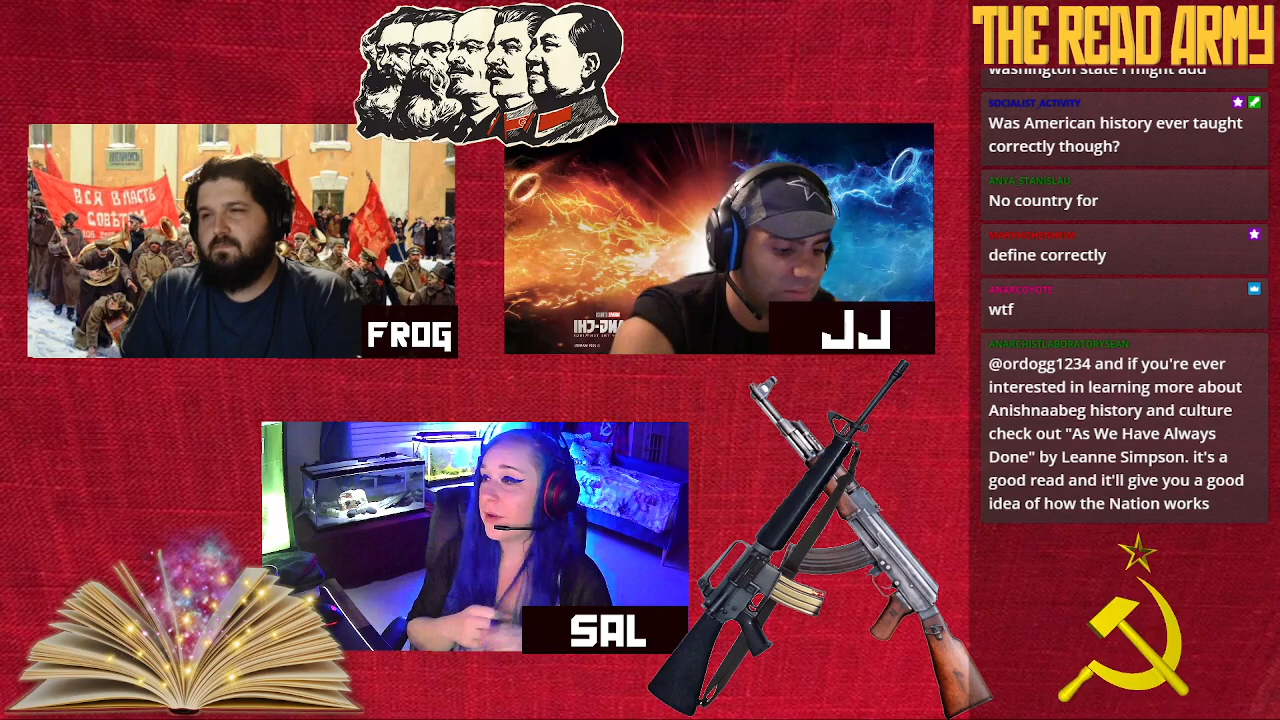 THE READ ARMY
washington state I might add
SOCIALIST_ACTIVITY
Was American history ever taught
correctly though?
ANYA_STANISLAU
No country for
define correctly
ANARCOYOTE
wtf
ANARCHISTLABORATORYSEAN
@ordogg1234 and if you're ever
interested in learning more about
Anishnaabeg history and culture
check out "As We Have Always
Done" by Leanne Simpson. it's a
good read and it'll give you a good
idea of how the Nation works
ВСЯ ВЛАСТЬ
СОВѢТАМ
FROG
JJ
SAL